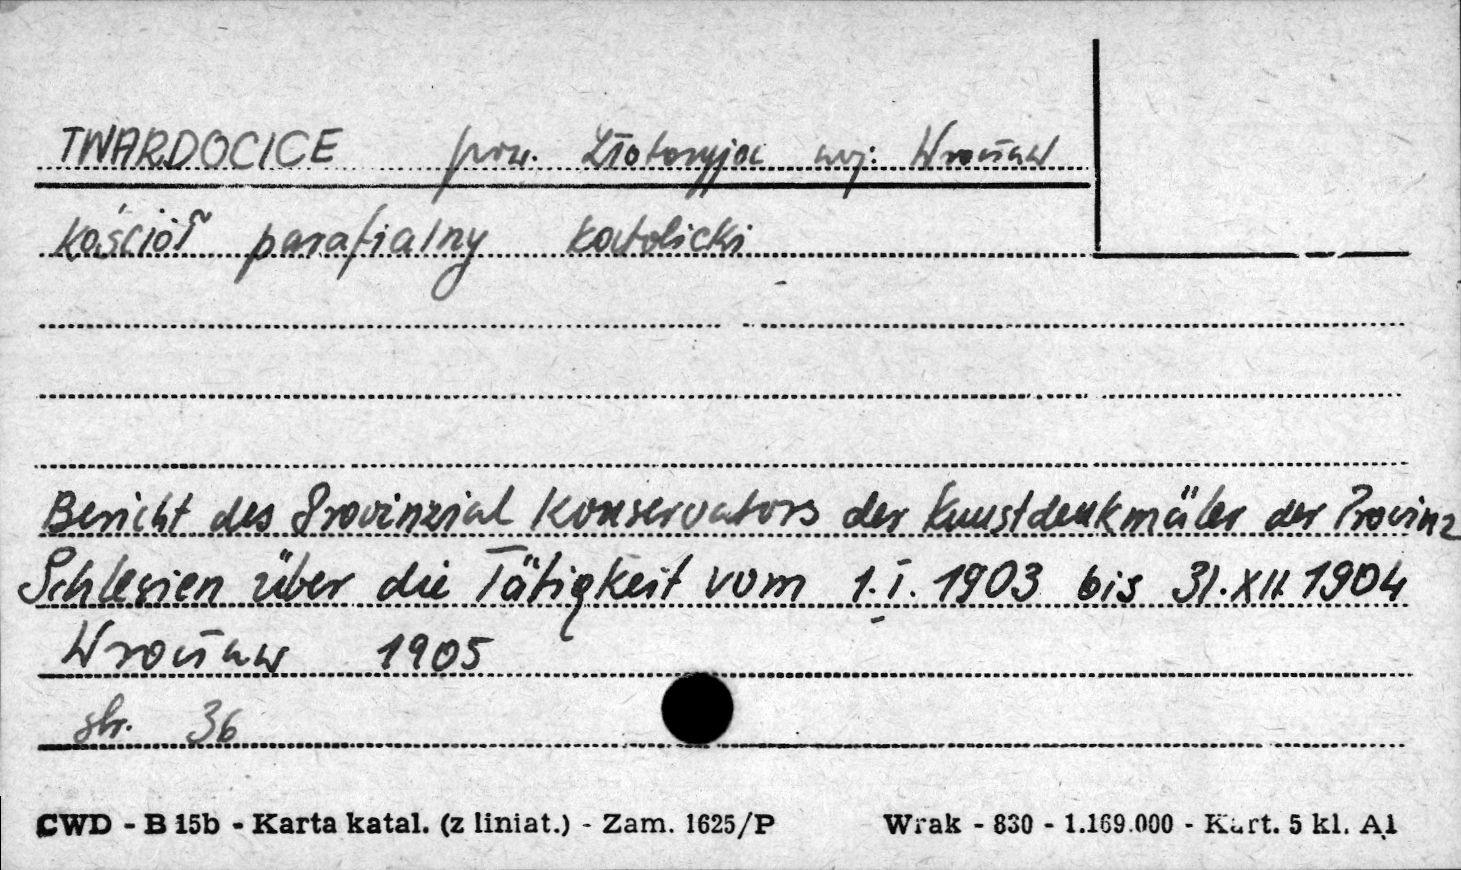 TWARDOCICE pow. Złotoryja woj. Wrocław
Kościół parafialny katolicki
Bericht des Provinzial Konservators der Kunstdenkmäler der Provinz
Schlesien über die Tätigkeit vom 1.I.1903 bis 31.XII.1904
Wrocław 1905
str. 36
CWD - B 15b - Karta katal. (z liniat.) - Zam. 1625/P Wrak - 830 - 1.169.000 - Kart. 5 kl. A1